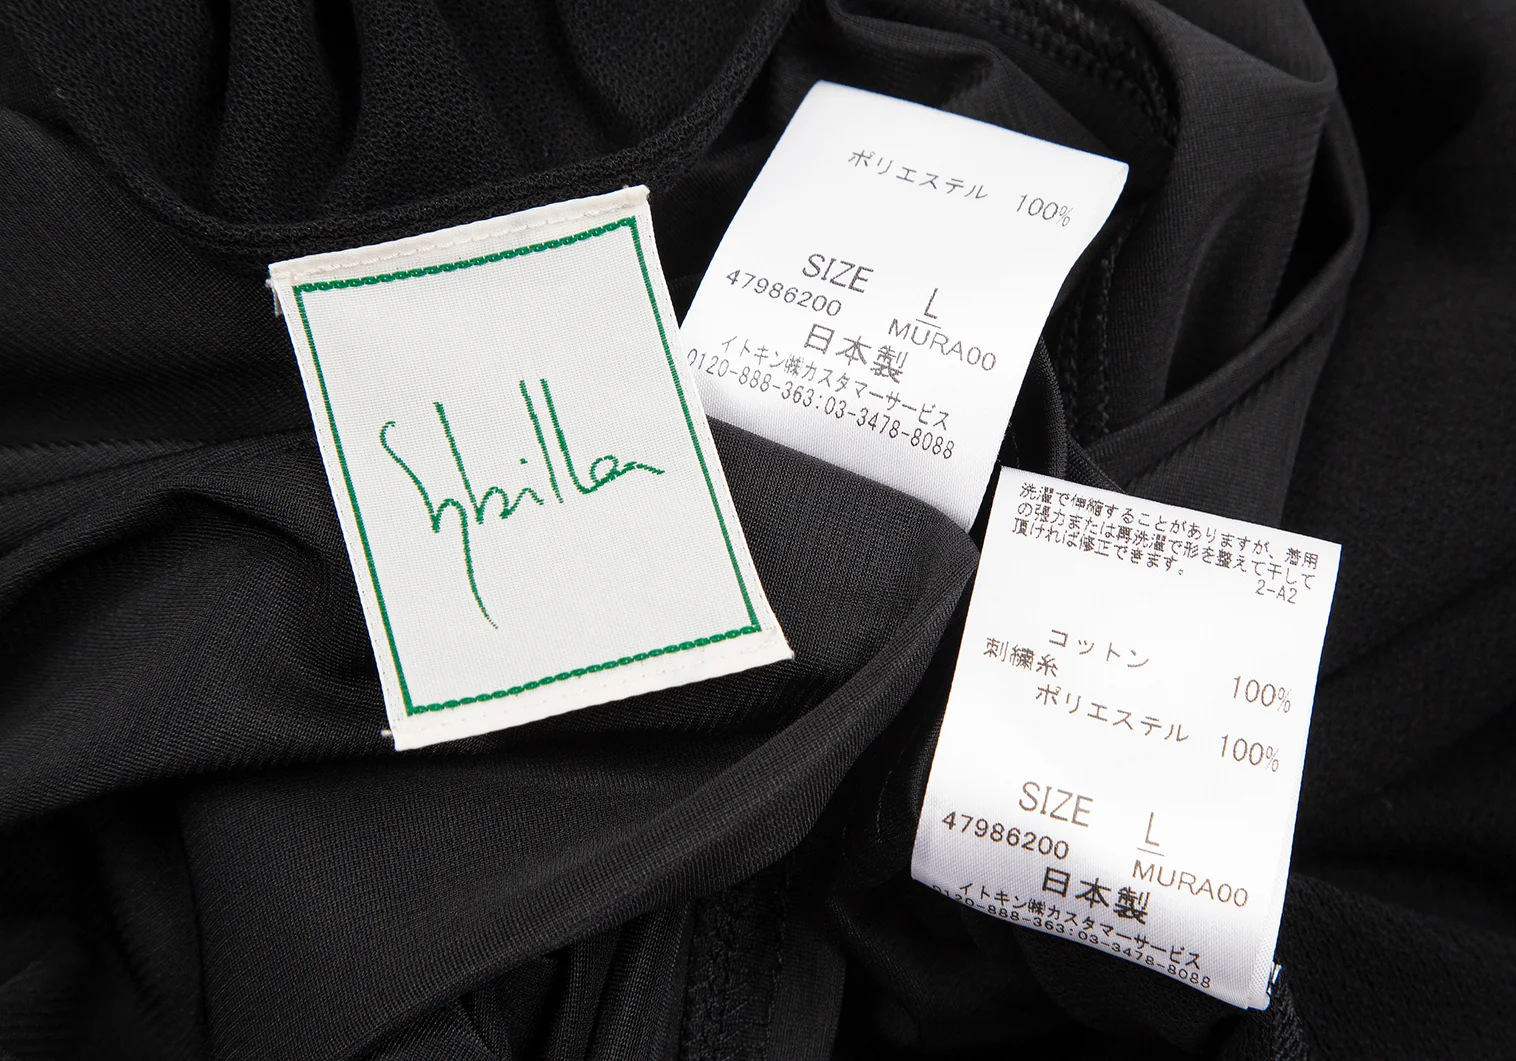 Sybilla
ポリエステル 100%
SIZE L
47986200 MURA00
日本製
イトキン㈱カスタマーサービス
0120-888-363:03-3478-8088
洗濯で伸縮することがありますが、着用
の張力または再洗濯で形を整えて干して
頂ければ修正できます。
2-A2
コットン 100%
刺繍糸
ポリエステル 100%
SIZE L
47986200 MURA00
日本製
イトキン㈱カスタマーサービス
0120-888-363:03-3478-8088